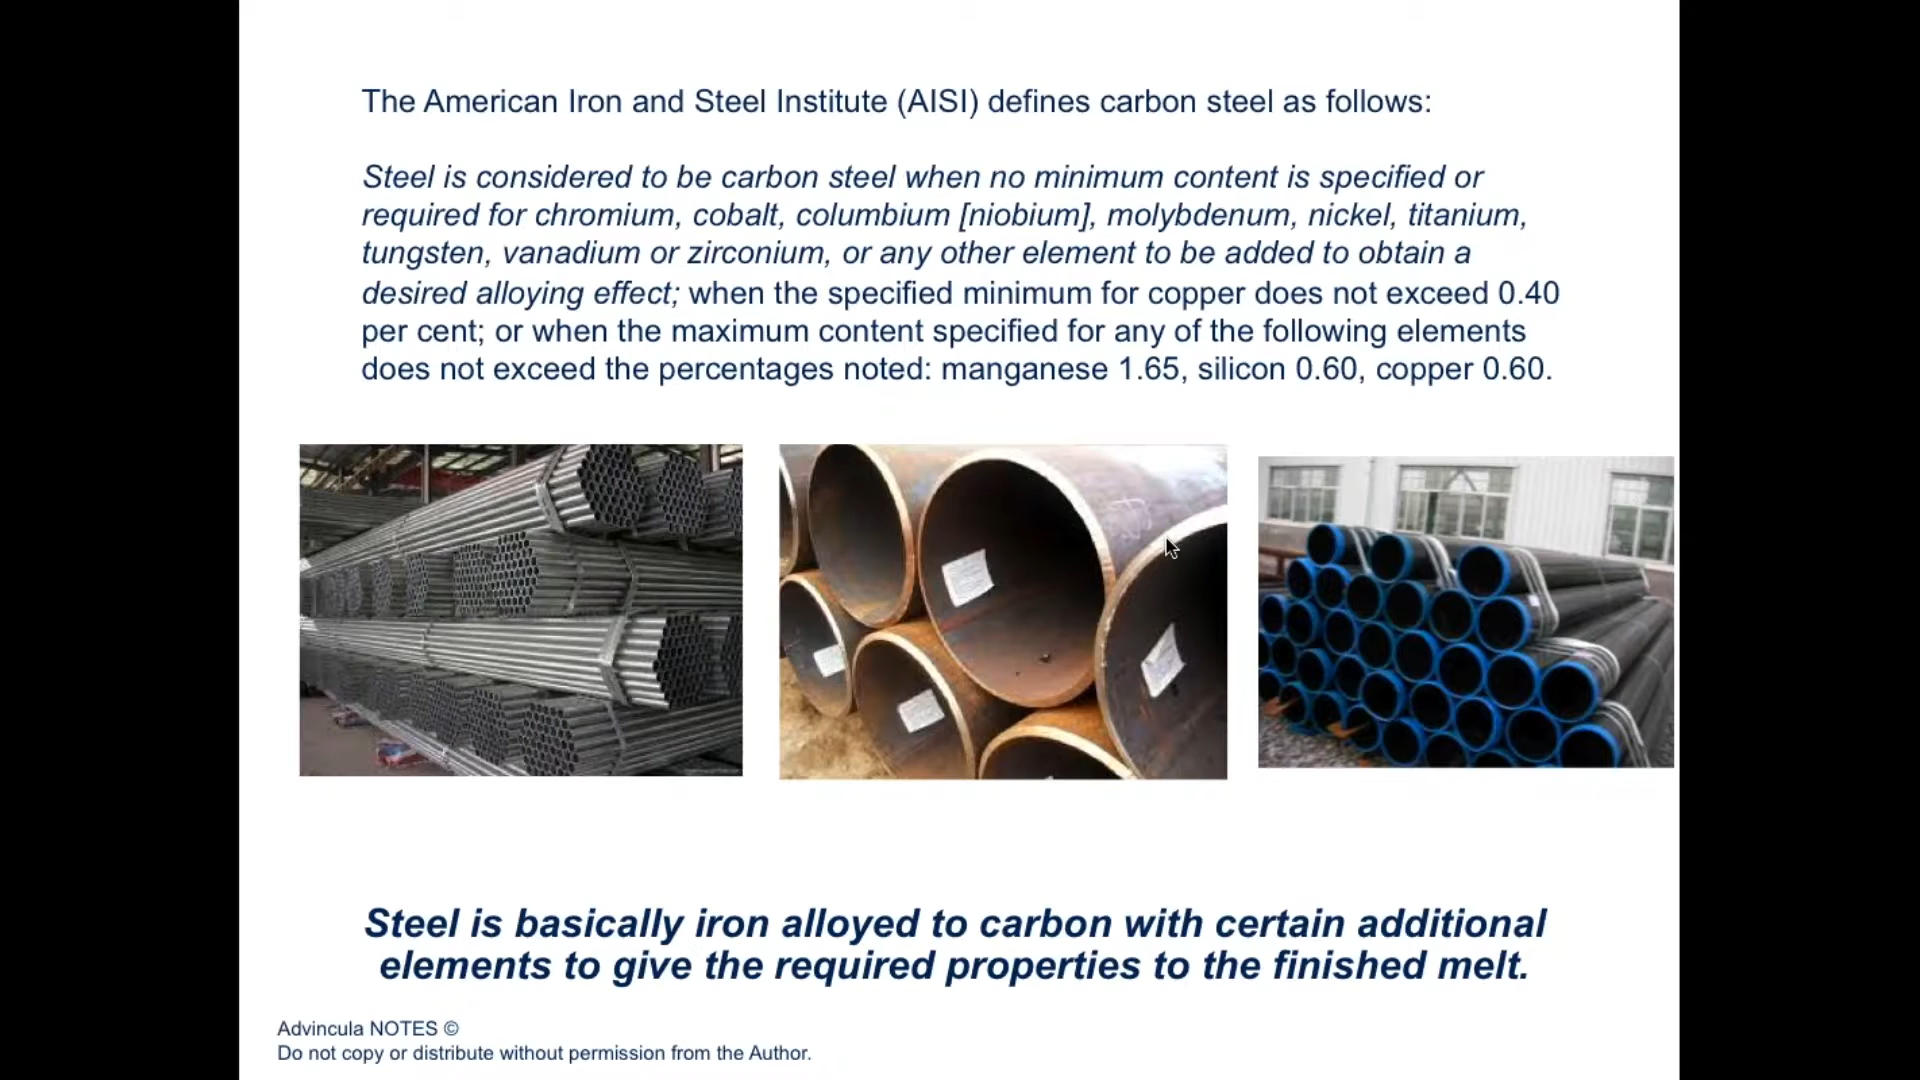 The American Iron and Steel Institute (AISI) defines carbon steel as follows:
Steel is considered to be carbon steel when no minimum content is specified or
required for chromium, cobalt, columbium [niobium], molybdenum, nickel, titanium,
tungsten, vanadium or zirconium, or any other element to be added to obtain a
desired alloying effect; when the specified minimum for copper does not exceed 0.40
per cent; or when the maximum content specified for any of the following elements
does not exceed the percentages noted: manganese 1.65, silicon 0.60, copper 0.60.
Steel is basically iron alloyed to carbon with certain additional
elements to give the required properties to the finished melt.
Advincula NOTES ©
Do not copy or distribute without permission from the Author.